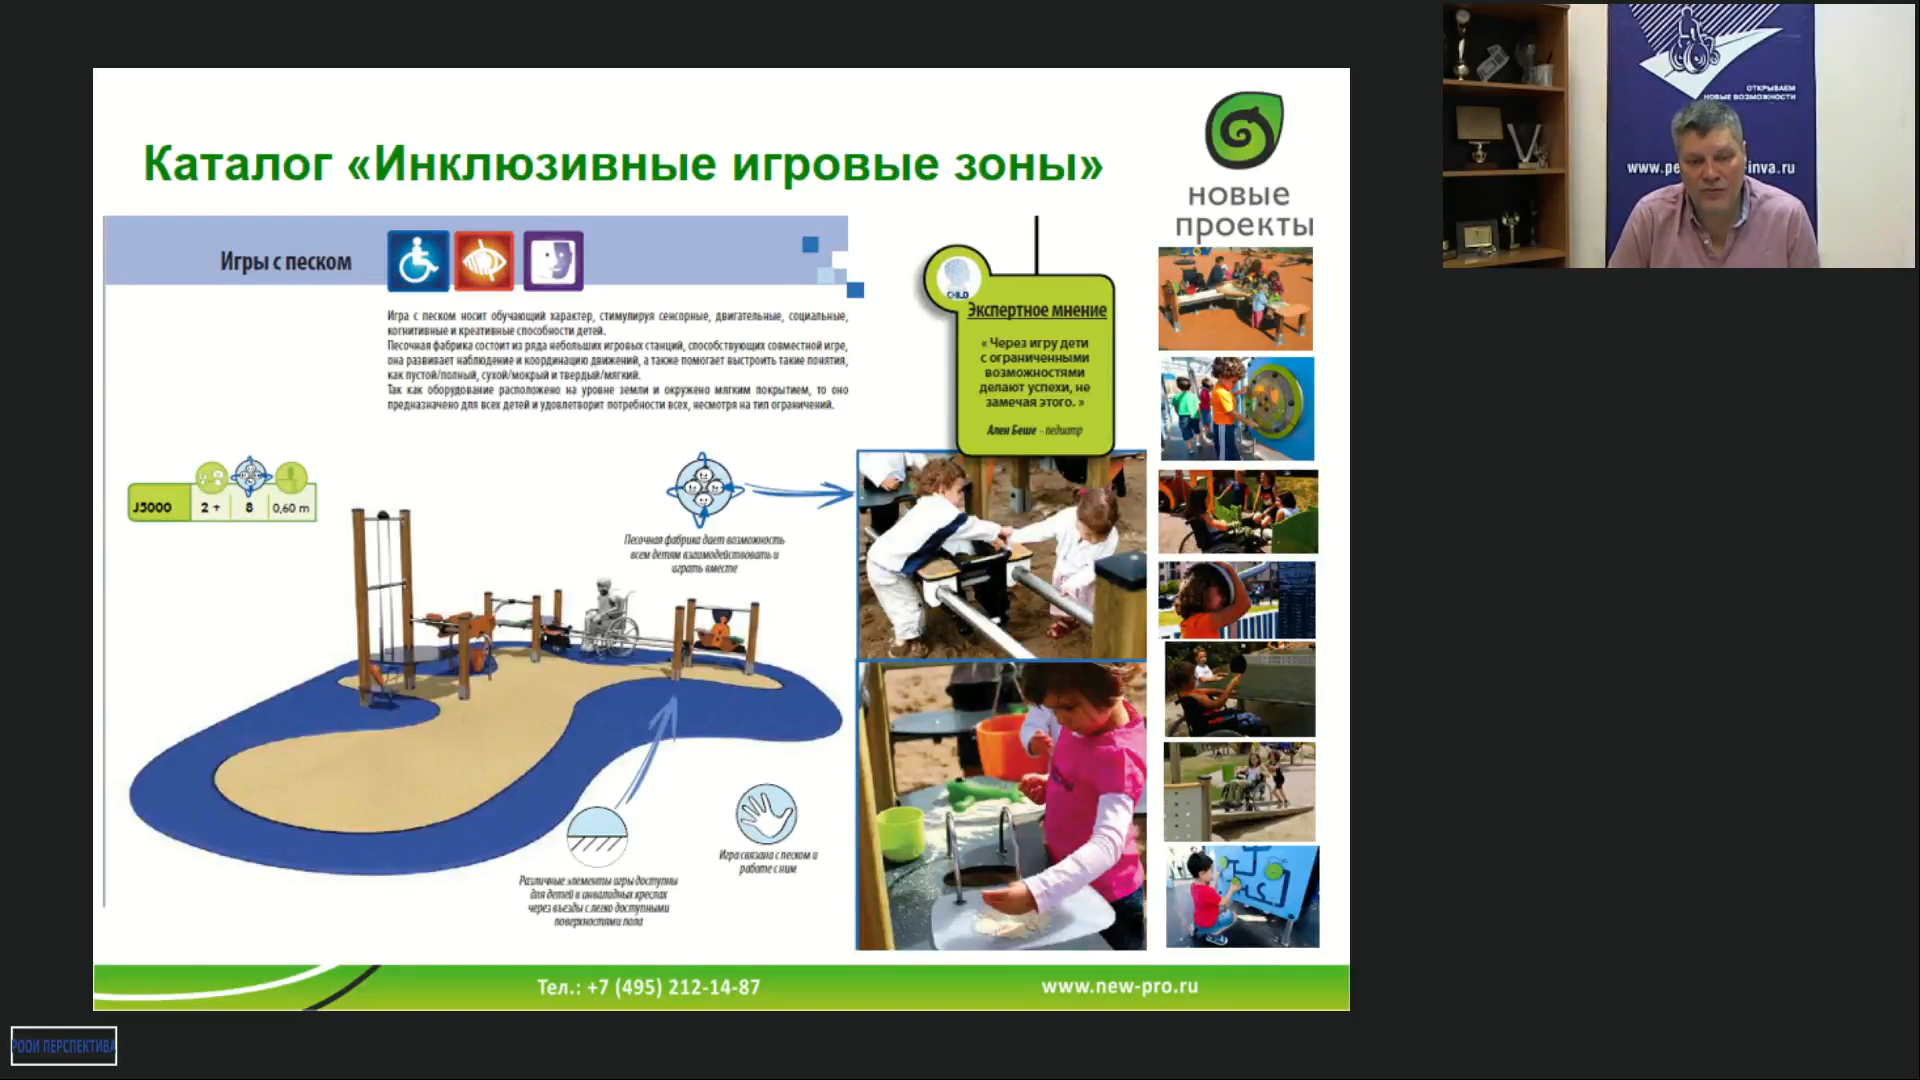 Каталог «Инклюзивные игровые зоны»
новые
проекты
Игры с песком
Игра с песком носит обучающий характер, стимулируя сенсорные, двигательные, социальные,
когнитивные и креативные способности детей.
Песочная фабрика состоит из ряда небольших игровых станций, способствующих совместной игре,
она развивает наблюдение и координацию движений, а также помогает выстроить такие понятия,
как пустой/полный, сухой/мокрый и твердый/мягкий.
Так как оборудование расположено на уровне земли и окружено мягким покрытием, то оно
предназначено для всех детей и удовлетворит потребности всех, несмотря на тип ограничений.
CHILD
Экспертное мнение
« Через игру дети
с ограниченными
возможностями
делают успехи, не
замечая этого. »
Ален Беше - педиатр
J5000 2 + 8 0,60 m
Песочная фабрика дает возможность
всем детям взаимодействовать и
играть вместе
Игра связана с песком и
работе с ним
Различные элементы игры доступны
для детей в инвалидных креслах
через въезды с легко доступными
поверхностями пола
Тел.: +7 (495) 212-14-87
www.new-pro.ru
ОТКРЫВАЕМ
НОВЫЕ ВОЗМОЖНОСТИ
www.pe
inva.ru
РООИ ПЕРСПЕКТИВА